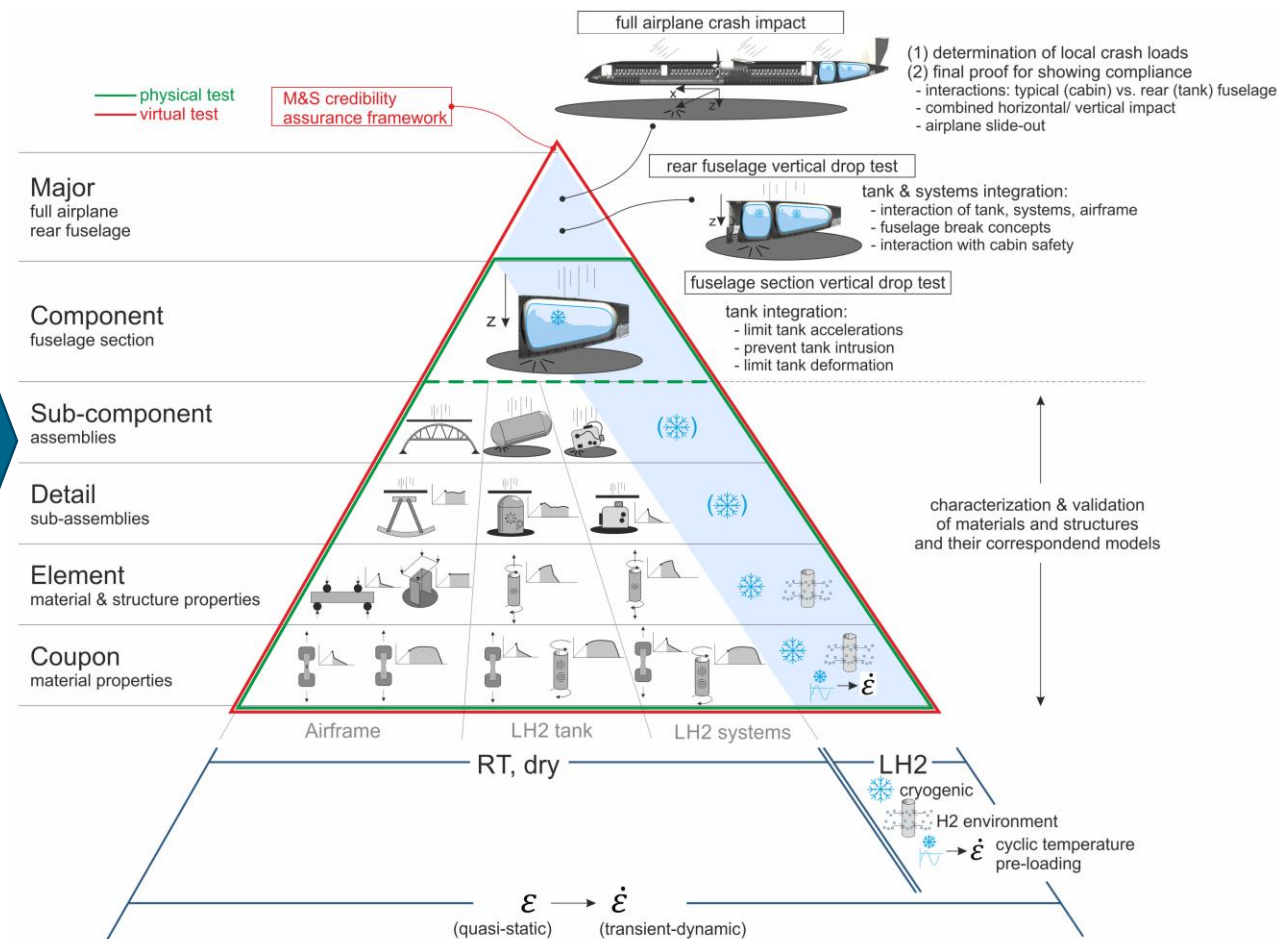 full airplane crash impact
(1) determination of local crash loads
(2) final proof for showing compliance
- interactions: typical (cabin) vs. rear (tank) fuselage
- combined horizontal/ vertical impact
- airplane slide-out
x
z
physical test
virtual test
M&S credibility
assurance framework
rear fuselage vertical drop test
tank & systems integration:
- interaction of tank, systems, airframe
- fuselage break concepts
- interaction with cabin safety
z
Major
full airplane
rear fuselage
fuselage section vertical drop test
tank integration:
- limit tank accelerations
- prevent tank intrusion
- limit tank deformation
z
Component
fuselage section
Sub-component
assemblies
( )
Detail
sub-assemblies
( )
characterization & validation
of materials and structures
and their correspondend models
Element
material & structure properties
Coupon
material properties
ε̇
Airframe
LH2 tank
LH2 systems
RT, dry
LH2
cryogenic
H2 environment
ε̇ cyclic temperature
pre-loading
ε ε̇
(quasi-static) (transient-dynamic)